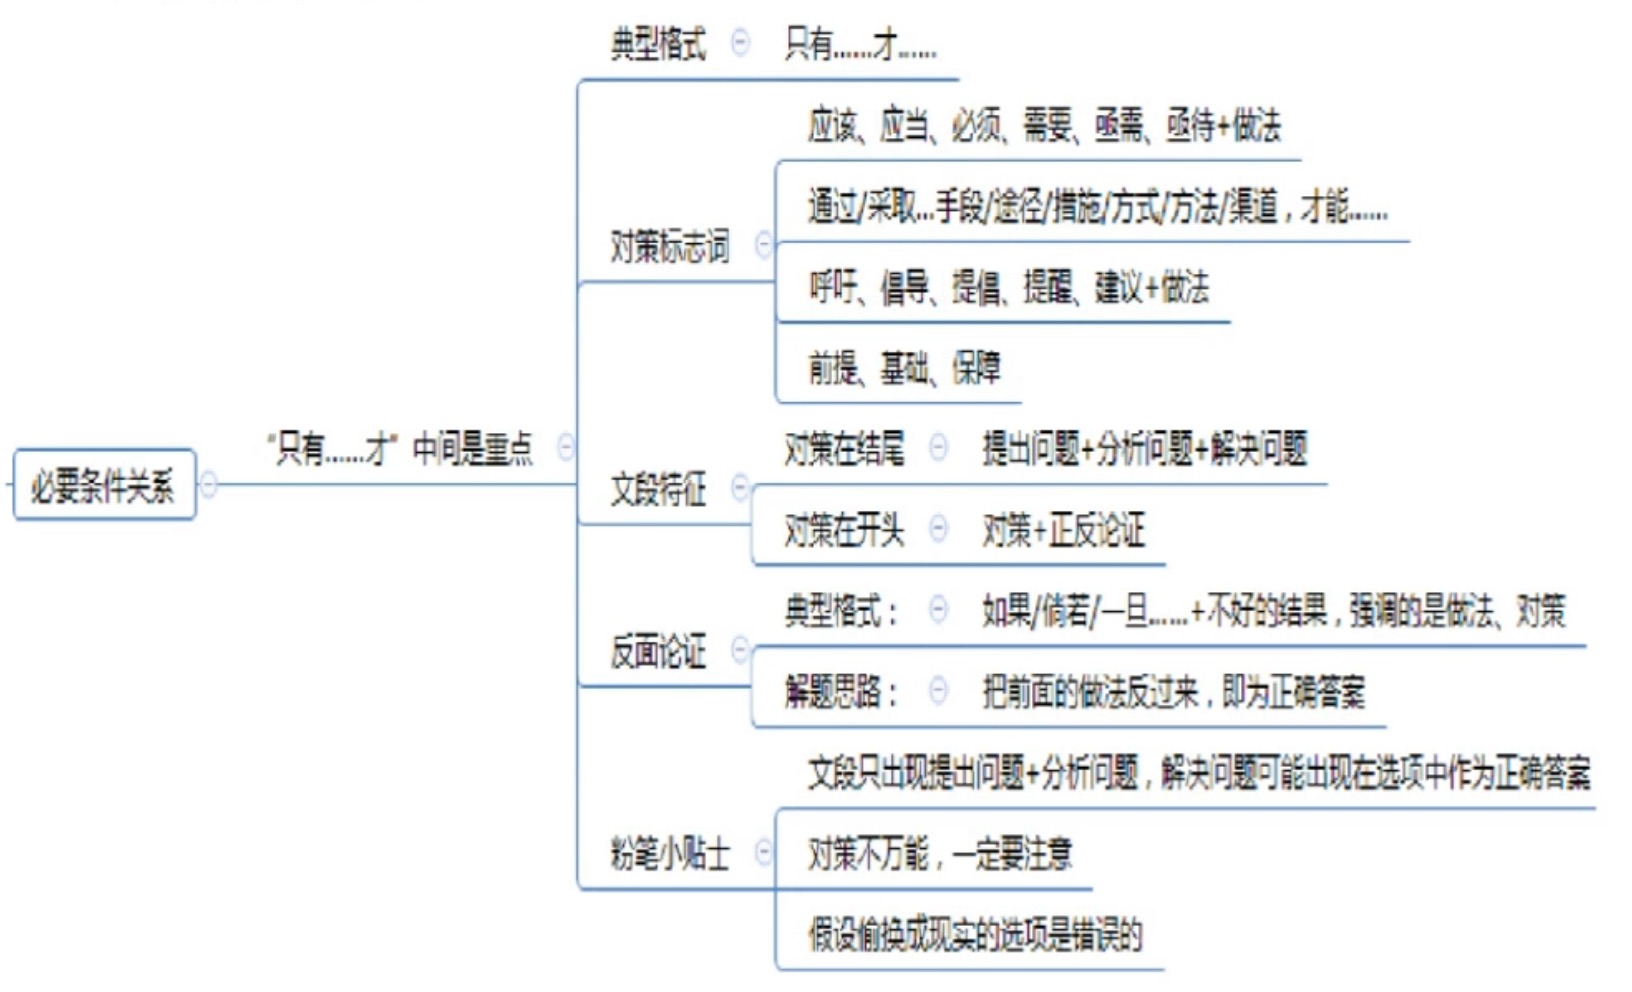 必要条件关系
“只有……才”中间是重点
典型格式
只有……才……
对策标志词
应该、应当、必须、需要、亟需、亟待+做法
通过/采取…手段/途径/措施/方式/方法/渠道，才能……
呼吁、倡导、提倡、提醒、建议+做法
前提、基础、保障
文段特征
对策在结尾
提出问题+分析问题+解决问题
对策在开头
对策+正反论证
反面论证
典型格式：
如果/倘若/一旦……+不好的结果，强调的是做法、对策
解题思路：
把前面的做法反过来，即为正确答案
粉笔小贴士
文段只出现提出问题+分析问题，解决问题可能出现在选项中作为正确答案
对策不万能，一定要注意
假设偷换成现实的选项是错误的